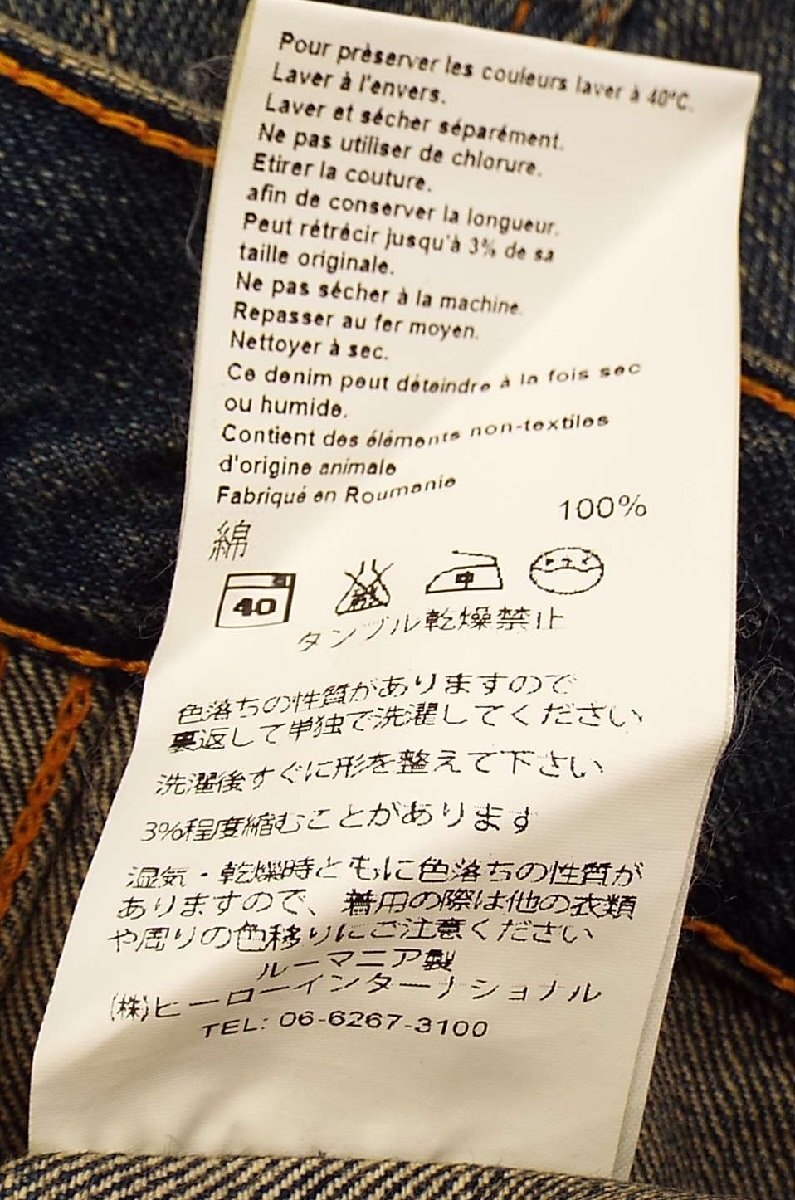 Pour prèserver les couleurs laver à 40°C.
Laver à l'envers.
Laver et sécher séparément.
Ne pas utiliser de chlorure.
Etirer la couture.
afin de conserver la longueur.
Peut rétrécir jusqu'à 3% de sa
taille originale.
Ne pas sécher à la machine.
Repasser au fer moyen.
Nettoyer à sec.
Ce denim peut déteindre à la fois sec
ou humide.
Contient des éléments non-textiles
d'origine animale
Fabriqué en Roumanie
100%
綿
40 中
タンブル乾燥禁止
色落ちの性質がありますので
裏返して単独で洗濯してください
洗濯後すぐに形を整えて下さい
3%程度縮むことがあります
湿気・乾燥時ともに色落ちの性質が
ありますので、着用の際は他の衣類
や周りの色移りにご注意ください
ルーマニア製
(株)ヒーローインターナショナル
TEL: 06-6267-3100